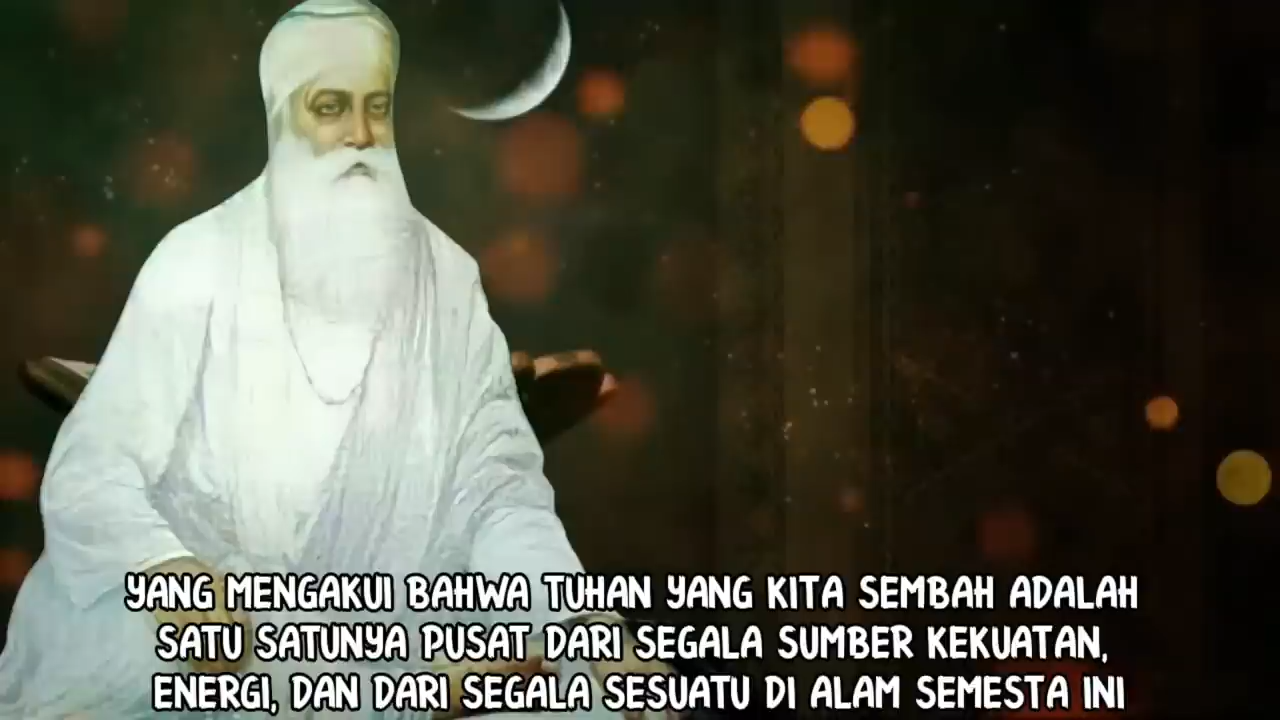 YANG MENGAKUI BAHWA TUHAN YANG KITA SEMBAH ADALAH
SATU SATUNYA PUSAT DARI SEGALA SUMBER KEKUATAN,
ENERGI, DAN DARI SEGALA SESUATU DI ALAM SEMESTA INI